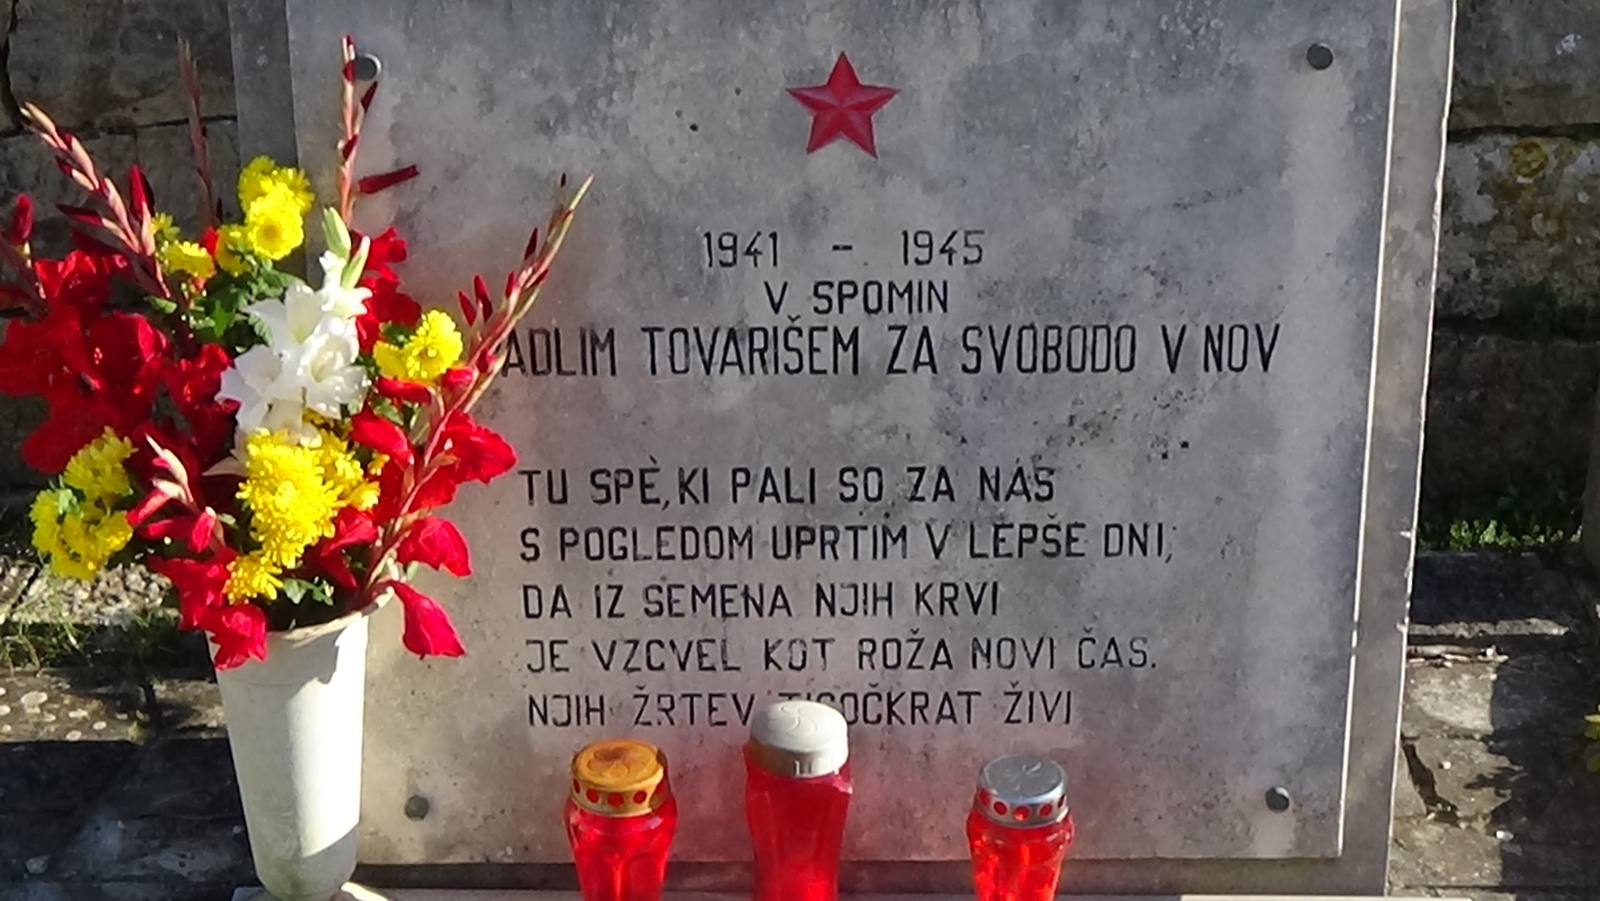 1941 - 1945
V SPOMIN
ADLIM TOVARIŠEM ZA SVOBODO V NOV
TU SPÈ, KI PALI SO ZA NAS
S POGLEDOM UPRTIM V LEPŠE DNI,
DA IZ SEMENA NJIH KRVI
JE VZCVEL KOT ROŽA NOVI ČAS.
NJIH ŽRTEV TISOČKRAT ŽIVI